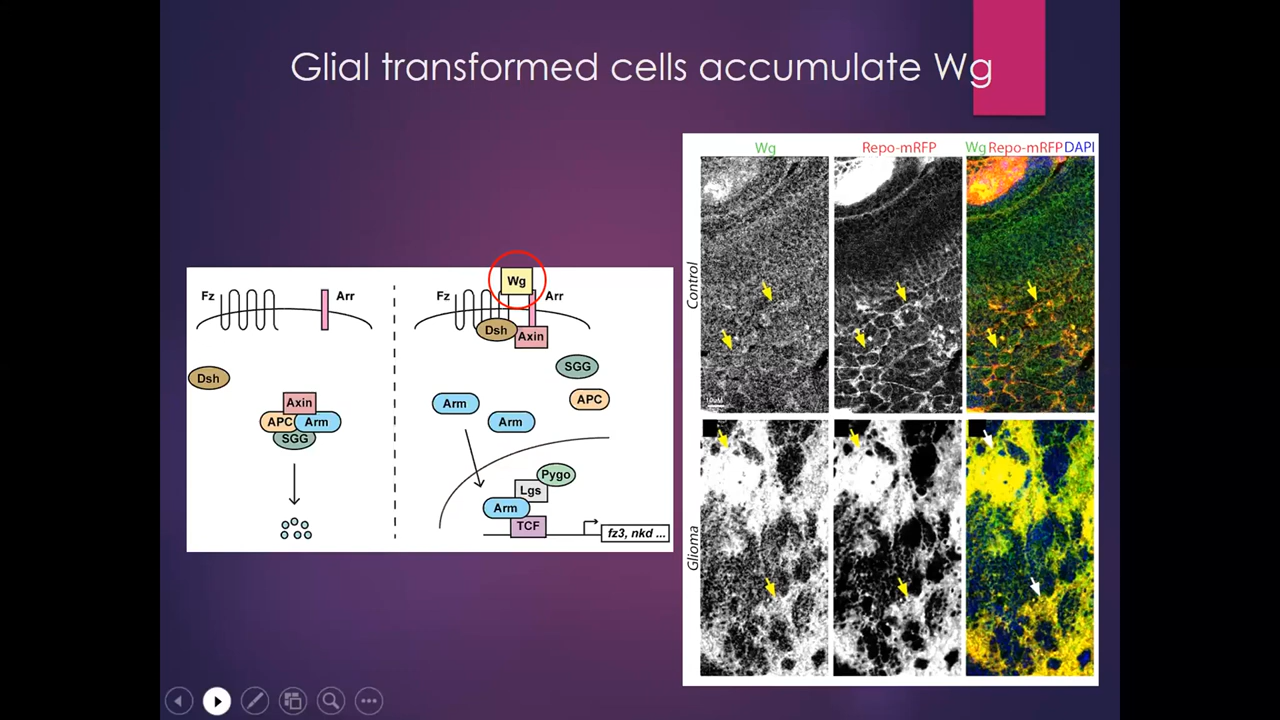 Glial transformed cells accumulate Wg
Fz
Arr
Dsh
Axin
APC
Arm
SGG
Wg
Fz
Arr
Dsh
Axin
SGG
APC
Arm
Arm
Pygo
Lgs
Arm
TCF
fz3, nkd ...
Wg
Repo-mRFP
Wg Repo-mRFP DAPI
Control
Glioma